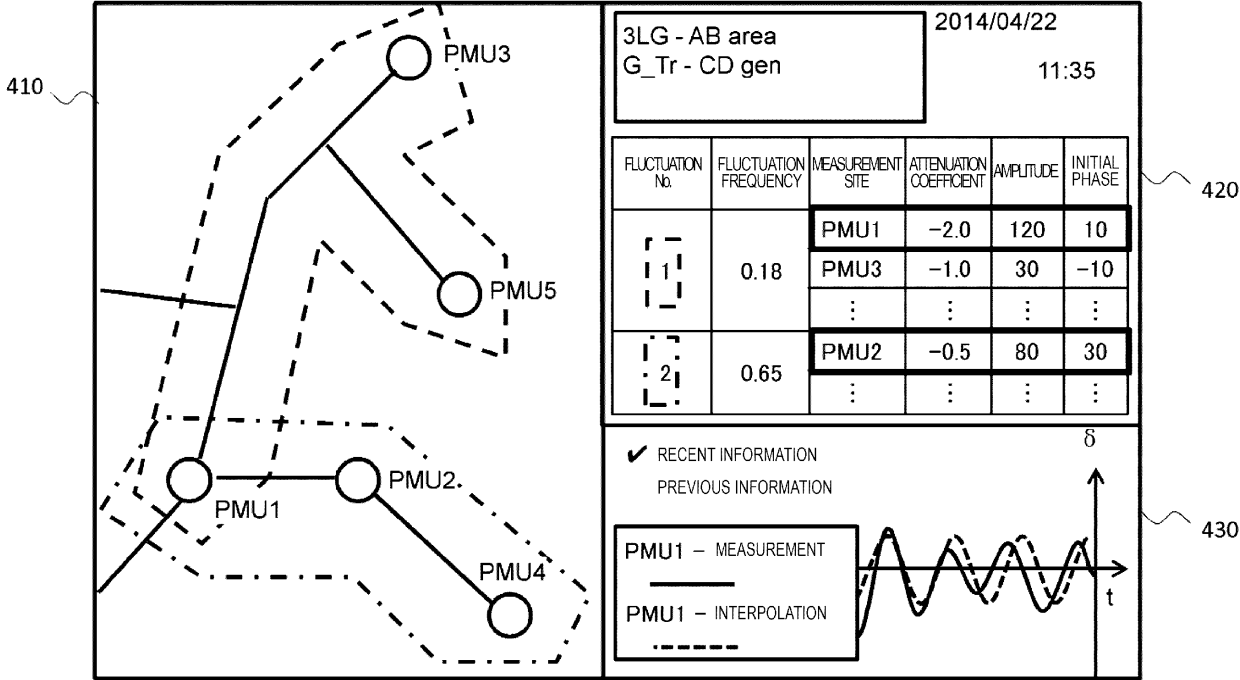 410
PMU3
PMU5
PMU1
PMU2
PMU4
3LG - AB area
G_Tr - CD gen
2014/04/22
11:35
FLUCTUATION No. FLUCTUATION FREQUENCY MEASUREMENT SITE ATTENUATION COEFFICIENT AMPLITUDE INITIAL PHASE
1 0.18 PMU1 −2.0 120 10
PMU3 −1.0 30 −10
⋮ ⋮ ⋮ ⋮
2 0.65 PMU2 −0.5 80 30
⋮ ⋮ ⋮ ⋮
420
✔ RECENT INFORMATION
PREVIOUS INFORMATION
PMU1 − MEASUREMENT
PMU1 − INTERPOLATION
δ
t
430